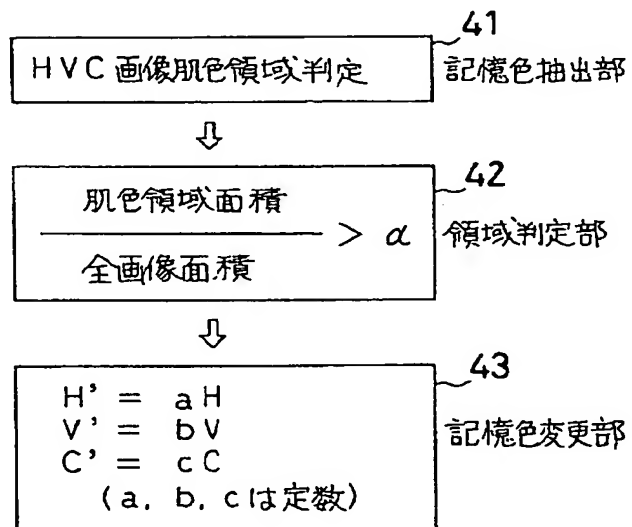 41
HVC画像肌色領域判定 記憶色抽出部
⇩
42
肌色領域面積
全画像面積
> α 領域判定部
⇩
43
H' = aH
V' = bV
C' = cC
(a, b, cは定数)
記憶色変更部